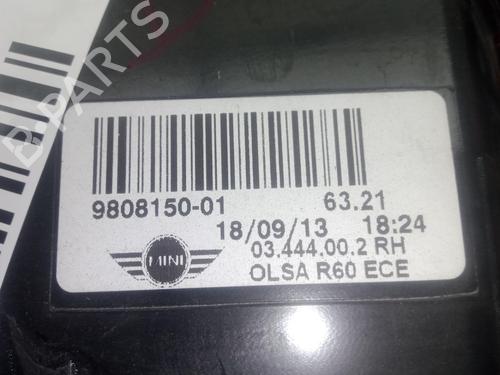 B PARTS
9808150-01 63.21
18/09/13 18:24
MINI 03.444.00.2 RH
OLSA R60 ECE